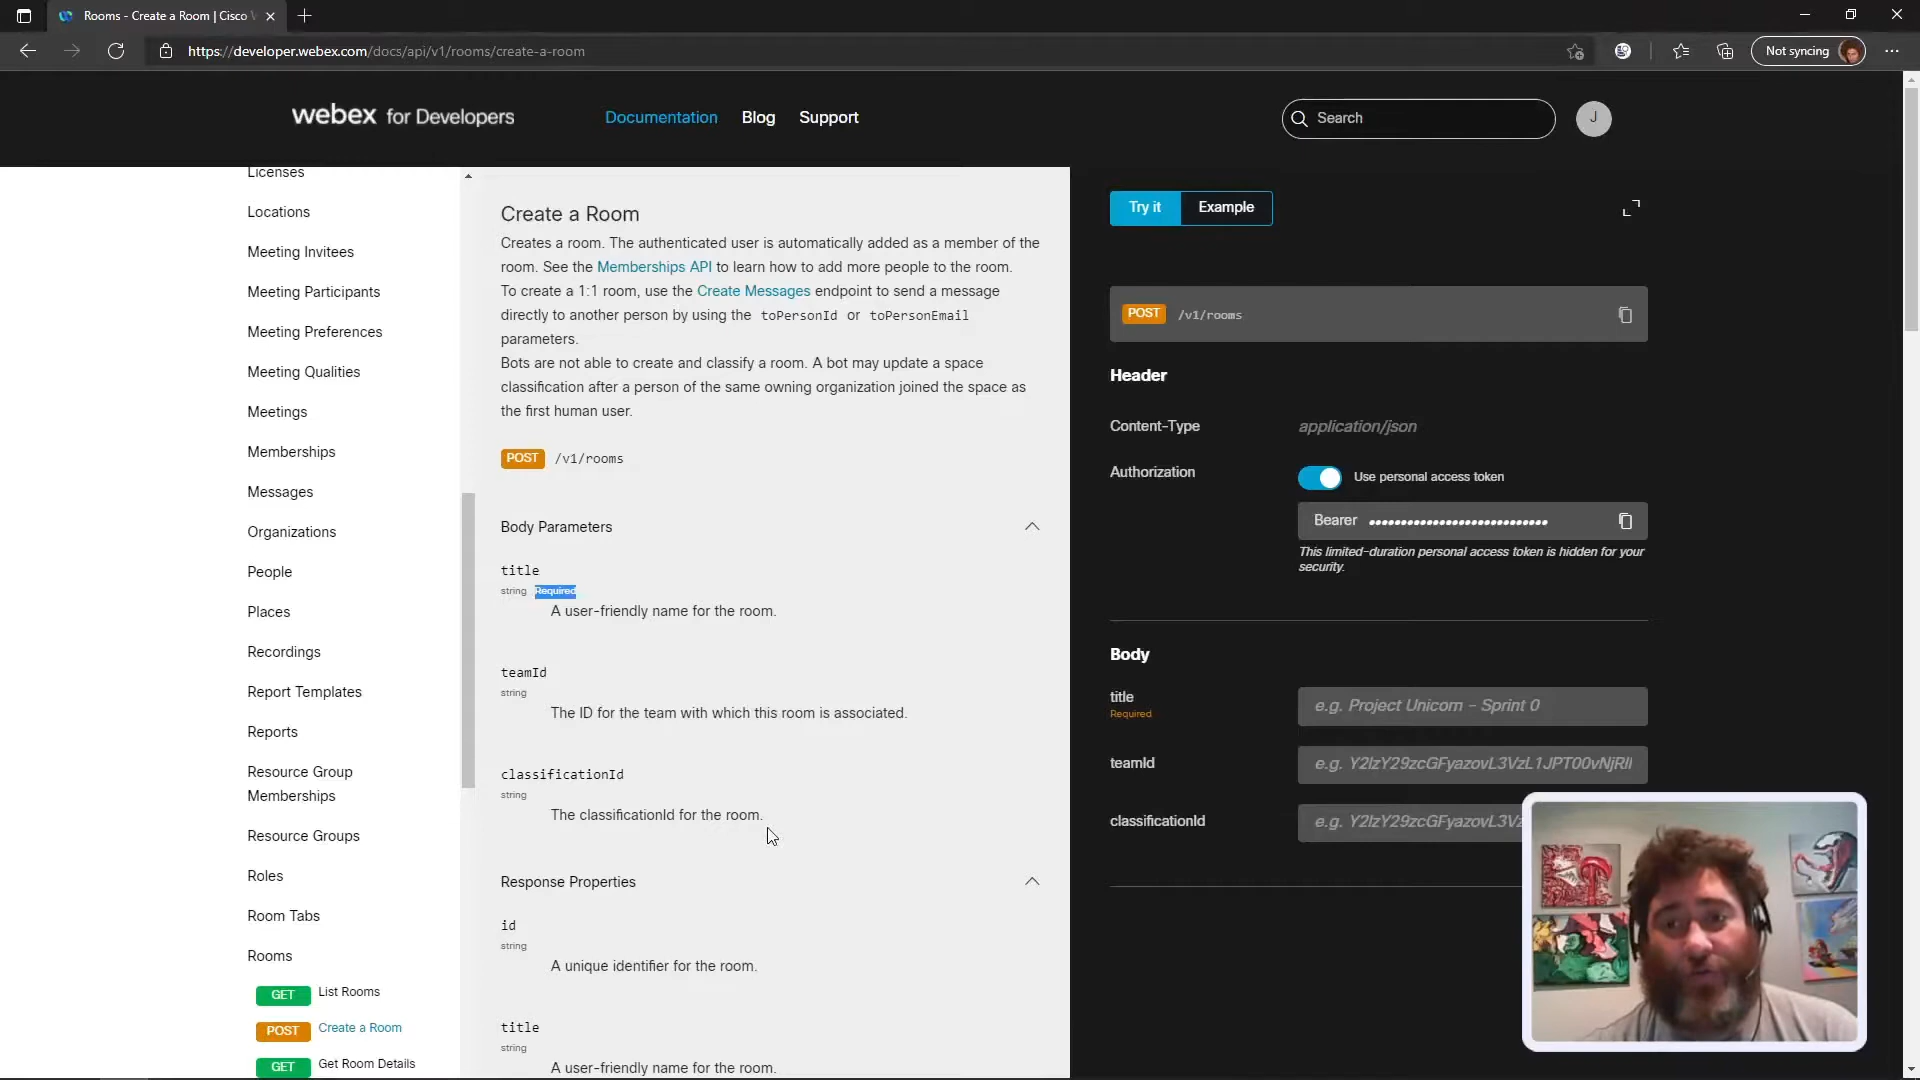 Rooms - Create a Room | Cisco
https://developer.webex.com/docs/api/v1/rooms/create-a-room
Not syncing
webex for Developers
Documentation
Blog
Support
Search
J
Licenses
Locations
Meeting Invitees
Meeting Participants
Meeting Preferences
Meeting Qualities
Meetings
Memberships
Messages
Organizations
People
Places
Recordings
Report Templates
Reports
Resource Group
Memberships
Resource Groups
Roles
Room Tabs
Rooms
GET List Rooms
POST Create a Room
GET Get Room Details
Create a Room
Creates a room. The authenticated user is automatically added as a member of the
room. See the Memberships API to learn how to add more people to the room.
To create a 1:1 room, use the Create Messages endpoint to send a message
directly to another person by using the toPersonId or toPersonEmail
parameters.
Bots are not able to create and classify a room. A bot may update a space
classification after a person of the same owning organization joined the space as
the first human user.
POST /v1/rooms
Body Parameters
title
string Required
A user-friendly name for the room.
teamId
string
The ID for the team with which this room is associated.
classificationId
string
The classificationId for the room.
Response Properties
id
string
A unique identifier for the room.
title
string
A user-friendly name for the room.
Try it
Example
POST /v1/rooms
Header
Content-Type application/json
Authorization Use personal access token
Bearer ••••••••••••••••••••••••••••
This limited-duration personal access token is hidden for your
security.
Body
title
Required
e.g. Project Unicorn - Sprint 0
teamId
e.g.
classificationId
e.g.